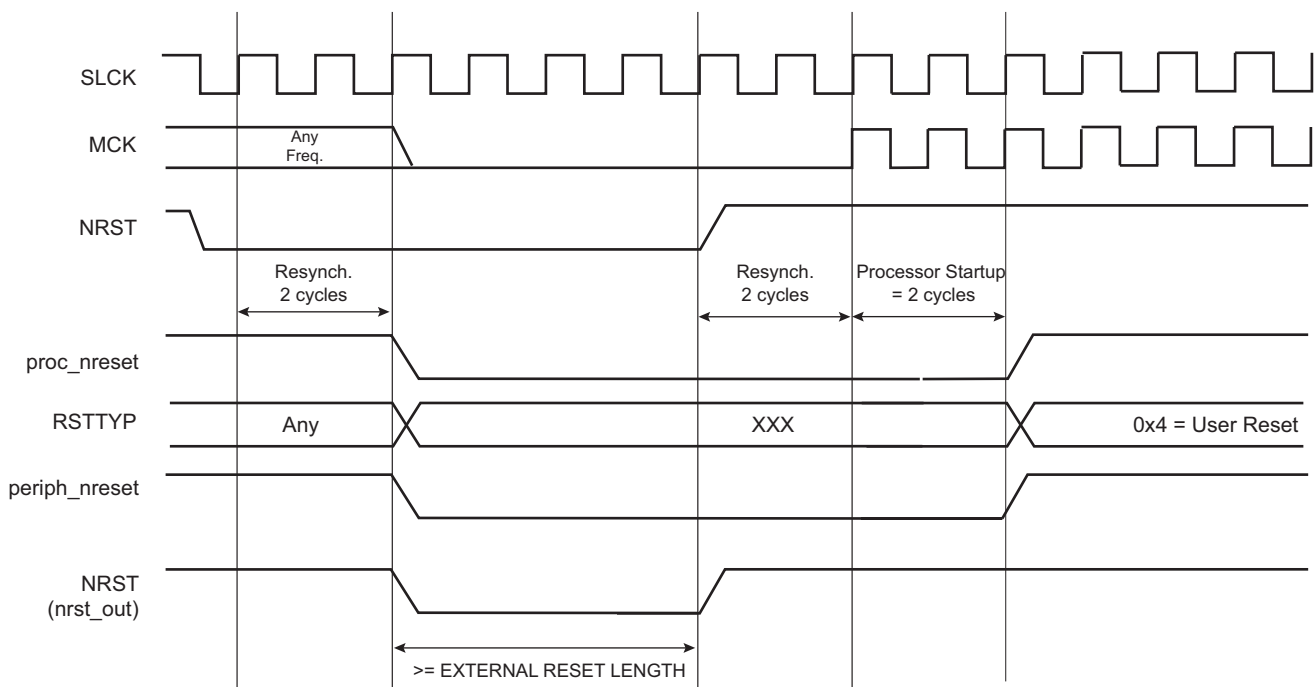 SLCK
MCK
Any
Freq.
NRST
Resynch.
2 cycles
Resynch.
2 cycles
Processor Startup
= 2 cycles
proc_nreset
RSTTYP
Any
XXX
0x4 = User Reset
periph_nreset
NRST
(nrst_out)
>= EXTERNAL RESET LENGTH